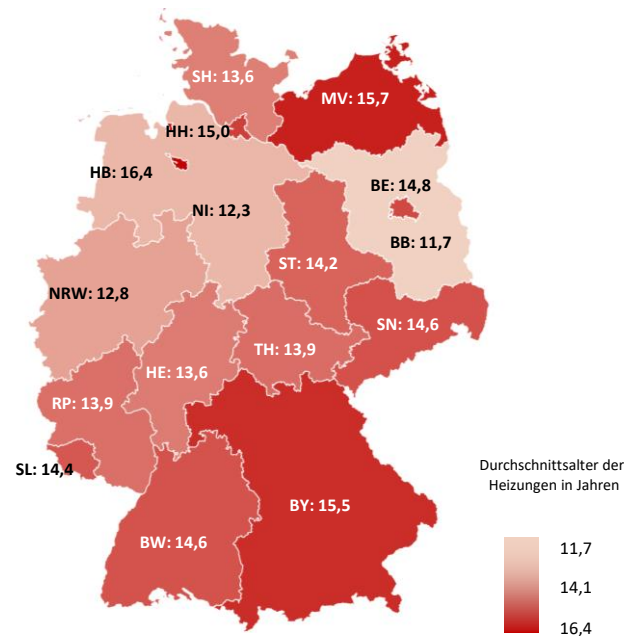 SH: 13,6
MV: 15,7
HH: 15,0
HB: 16,4
BE: 14,8
NI: 12,3
BB: 11,7
ST: 14,2
NRW: 12,8
SN: 14,6
TH: 13,9
HE: 13,6
RP: 13,9
SL: 14,4
BY: 15,5
BW: 14,6
Durchschnittsalter der
Heizungen in Jahren
11,7
14,1
16,4